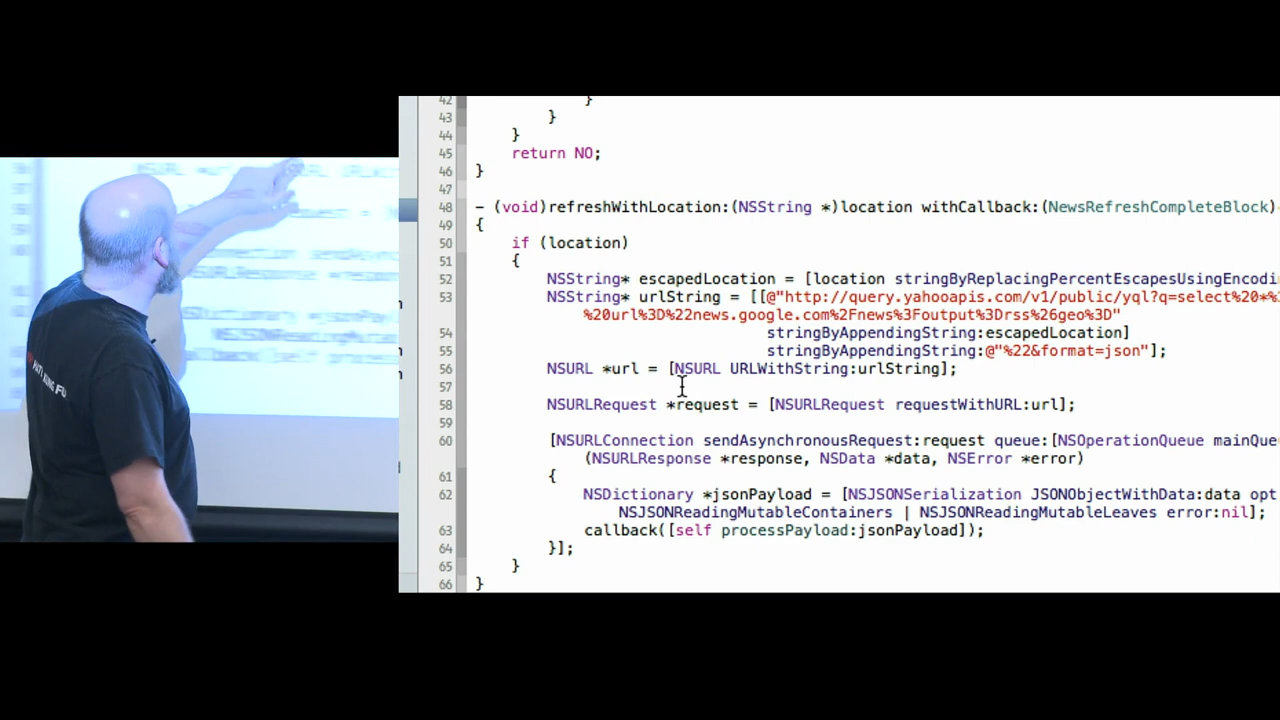 42 }
43 }
44 }
45 return NO;
46 }
47
48 - (void)refreshWithLocation:(NSString *)location withCallback:(NewsRefreshCompleteBlock)
49 {
50 if (location)
51 {
52 NSString* escapedLocation = [location stringByReplacingPercentEscapesUsingEncodi
53 NSString* urlString = [[@"http://query.yahooapis.com/v1/public/yql?q=select%20*%
%20url%3D%22news.google.com%2Fnews%3Foutput%3Drss%26geo%3D"
54 stringByAppendingString:escapedLocation]
55 stringByAppendingString:@"%22&format=json"];
56 NSURL *url = [NSURL URLWithString:urlString];
57
58 NSURLRequest *request = [NSURLRequest requestWithURL:url];
59
60 [NSURLConnection sendAsynchronousRequest:request queue:[NSOperationQueue mainQue
(NSURLResponse *response, NSData *data, NSError *error)
61 {
62 NSDictionary *jsonPayload = [NSJSONSerialization JSONObjectWithData:data opt
NSJSONReadingMutableContainers | NSJSONReadingMutableLeaves error:nil];
63 callback([self processPayload:jsonPayload]);
64 }];
65 }
66 }